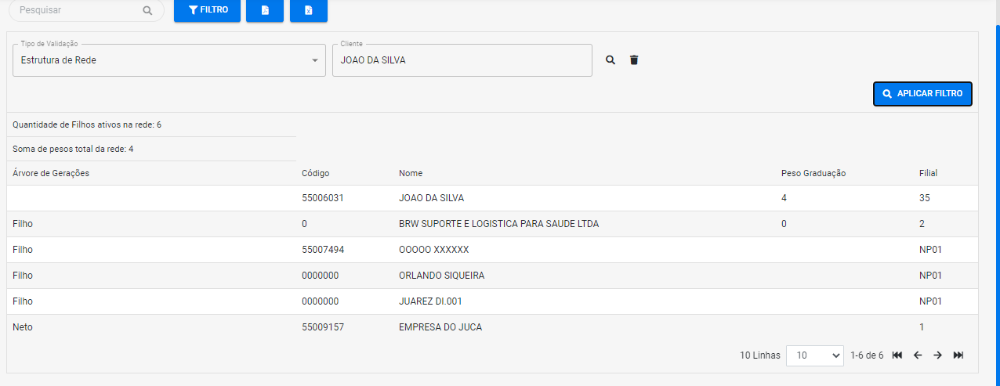 Pesquisar FILTRO
Tipo de Validação Cliente
Estrutura de Rede JOAO DA SILVA
APLICAR FILTRO
Quantidade de Filhos ativos na rede: 6
Soma de pesos total da rede: 4
Árvore de Gerações Código Nome Peso Graduação Filial
55006031 JOAO DA SILVA 4 35
Filho 0 BRW SUPORTE E LOGISTICA PARA SAUDE LTDA 0 2
Filho 55007494 OOOOO XXXXXX NP01
Filho 0000000 ORLANDO SIQUEIRA NP01
Filho 0000000 JUAREZ DI.001 NP01
Neto 55009157 EMPRESA DO JUCA 1
10 Linhas 10 1-6 de 6